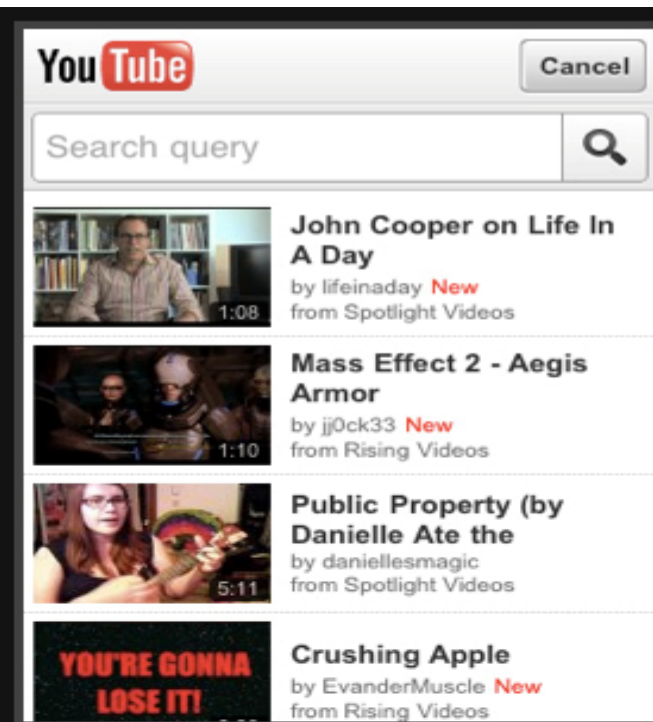 You Tube
Cancel
Search query
1:08
John Cooper on Life In
A Day
by lifeinaday New
from Spotlight Videos
1:10
Mass Effect 2 - Aegis
Armor
by jj0ck33 New
from Rising Videos
5:11
Public Property (by
Danielle Ate the
by daniellesmagic
from Spotlight Videos
YOU'RE GONNA
LOSE IT!
Crushing Apple
by EvanderMuscle New
from Rising Videos